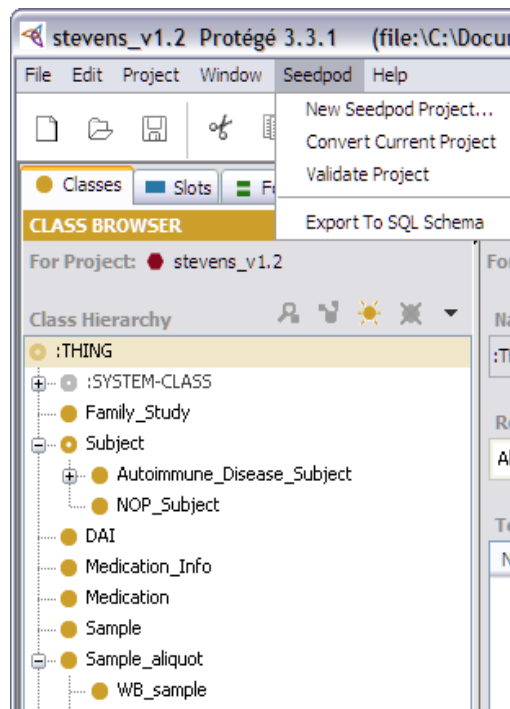 stevens_v1.2 Protégé 3.3.1 (file:\C:\Docu
File Edit Project Window Seedpod Help
New Seedpod Project...
Convert Current Project
Validate Project
Export To SQL Schema
Classes Slots
CLASS BROWSER
For Project: stevens_v1.2
Class Hierarchy
:THING
:SYSTEM-CLASS
Family_Study
Subject
Autoimmune_Disease_Subject
NOP_Subject
DAI
Medication_Info
Medication
Sample
Sample_aliquot
WB_sample